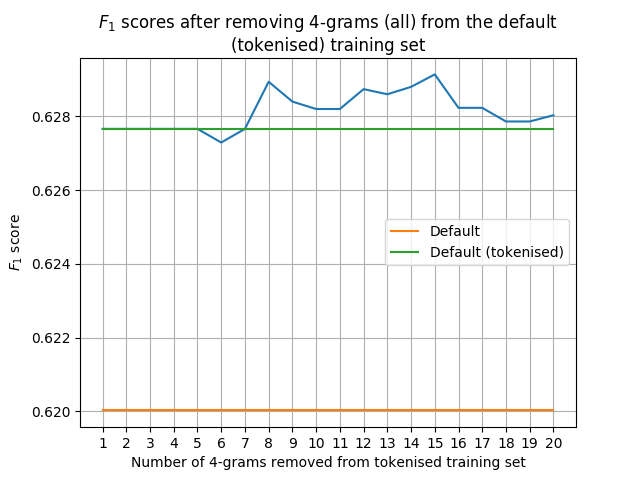 F1 scores after removing 4-grams (all) from the default
(tokenised) training set
F1 score
0.628
0.626
0.624
0.622
0.620
Default
Default (tokenised)
1 2 3 4 5 6 7 8 9 10 11 12 13 14 15 16 17 18 19 20
Number of 4-grams removed from tokenised training set